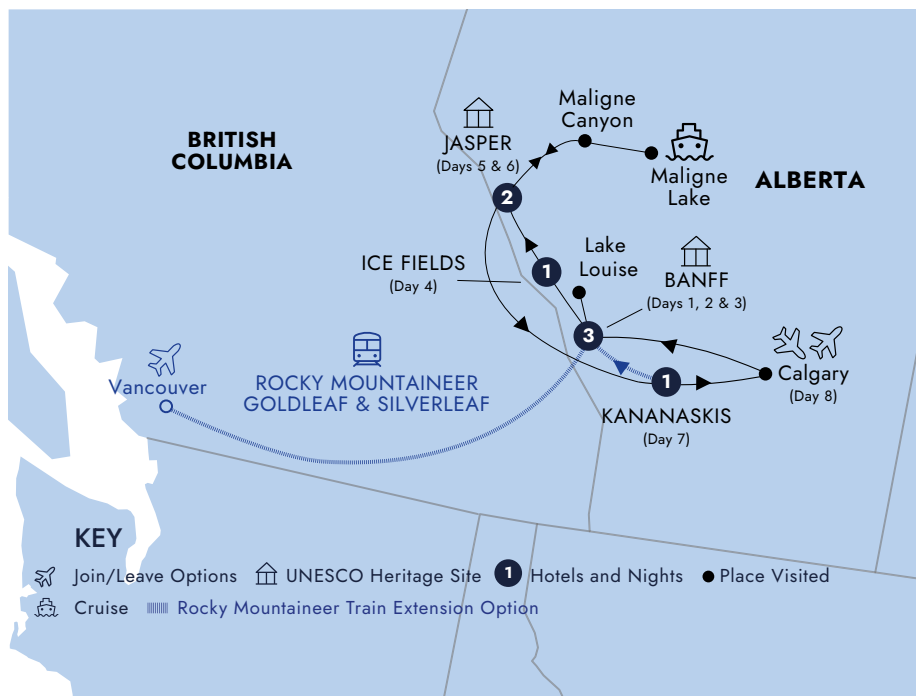 BRITISH
COLUMBIA
JASPER
(Days 5 & 6)
2
Maligne
Canyon
Maligne
Lake
ALBERTA
ICE FIELDS
(Day 4)
1
Lake
Louise
BANFF
(Days 1, 2 & 3)
3
Vancouver
ROCKY MOUNTAINEER
GOLDLEAF & SILVERLEAF
1
KANANASKIS
(Day 7)
Calgary
(Day 8)
KEY
Join/Leave Options UNESCO Heritage Site 1 Hotels and Nights Place Visited
Cruise Rocky Mountaineer Train Extension Option